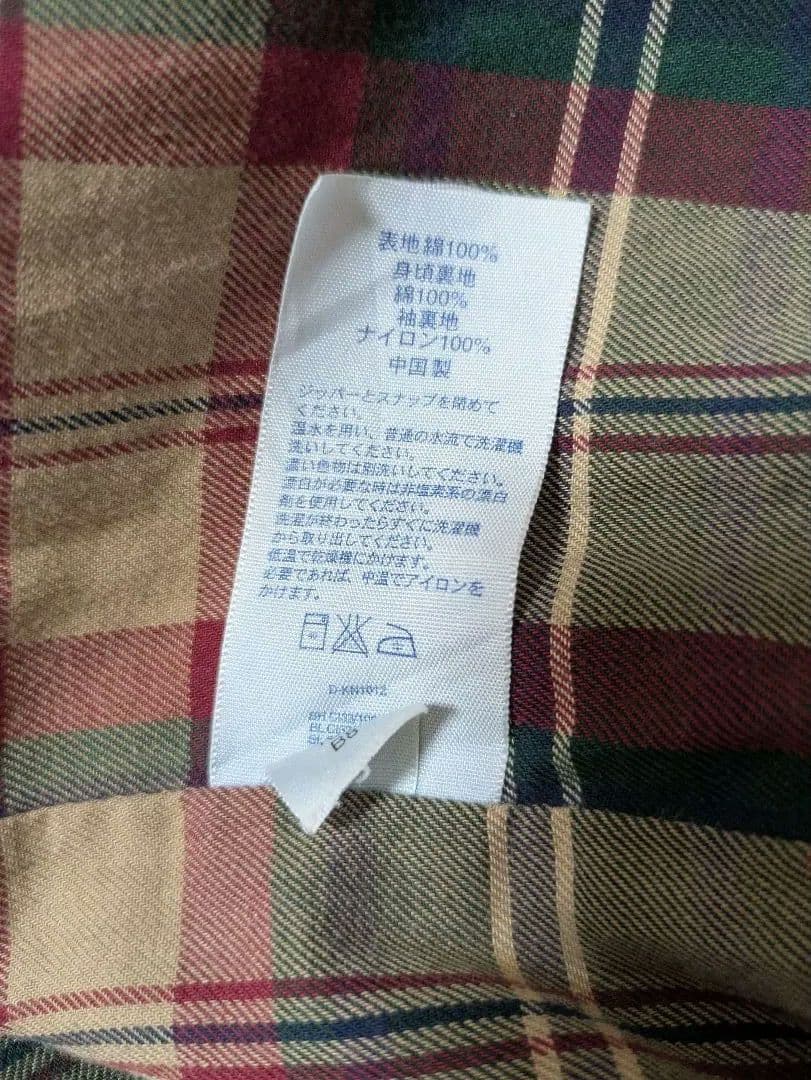 表地 綿100%
身頃裏地
綿100%
袖裏地
ナイロン100%
中国製
ジッパーとスナップを閉めて
ください。
温水を用い、普通の水流で洗濯機
洗いしてください。
濃い色物は別洗いしてください。
漂白が必要な時は非塩素系の漂白
剤を使用してください。
洗濯が終わったらすぐに洗濯機
から取り出してください。
低温で乾燥機にかけます。
必要であれば、中温でアイロンを
かけます。
D-KN1012